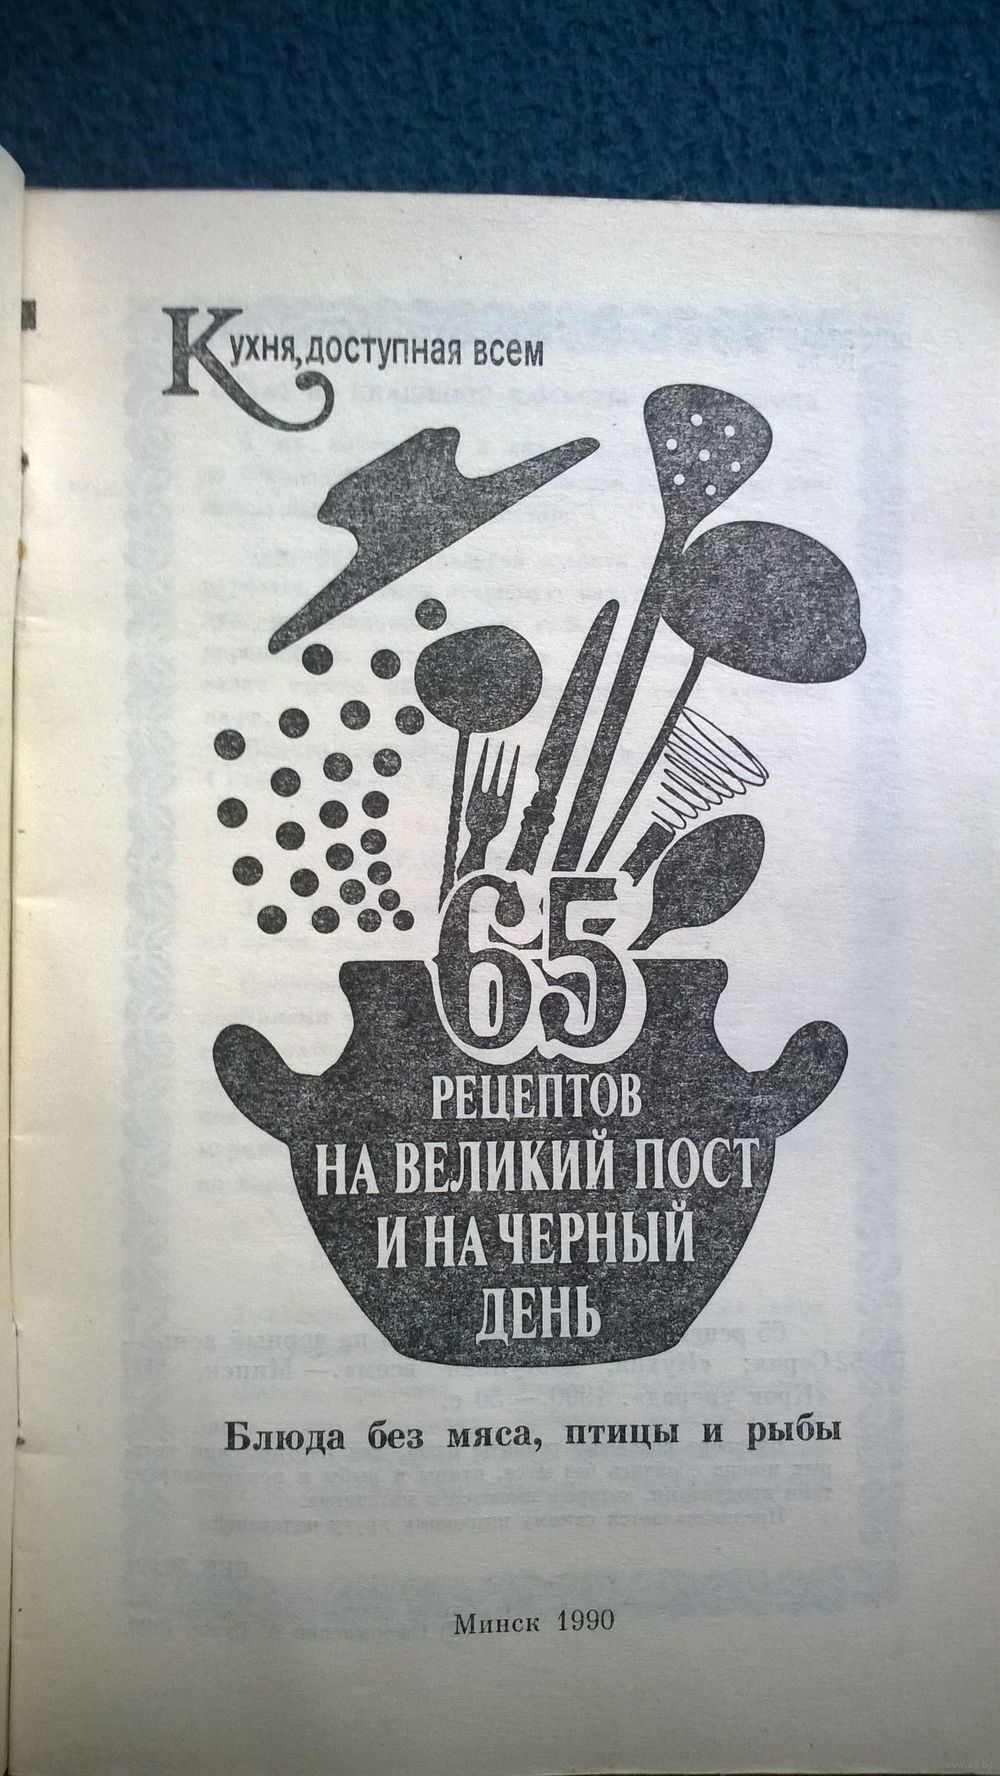 Кухня, доступная всем
65
РЕЦЕПТОВ
НА ВЕЛИКИЙ ПОСТ
И НА ЧЕРНЫЙ
ДЕНЬ
Блюда без мяса, птицы и рыбы
Минск 1990